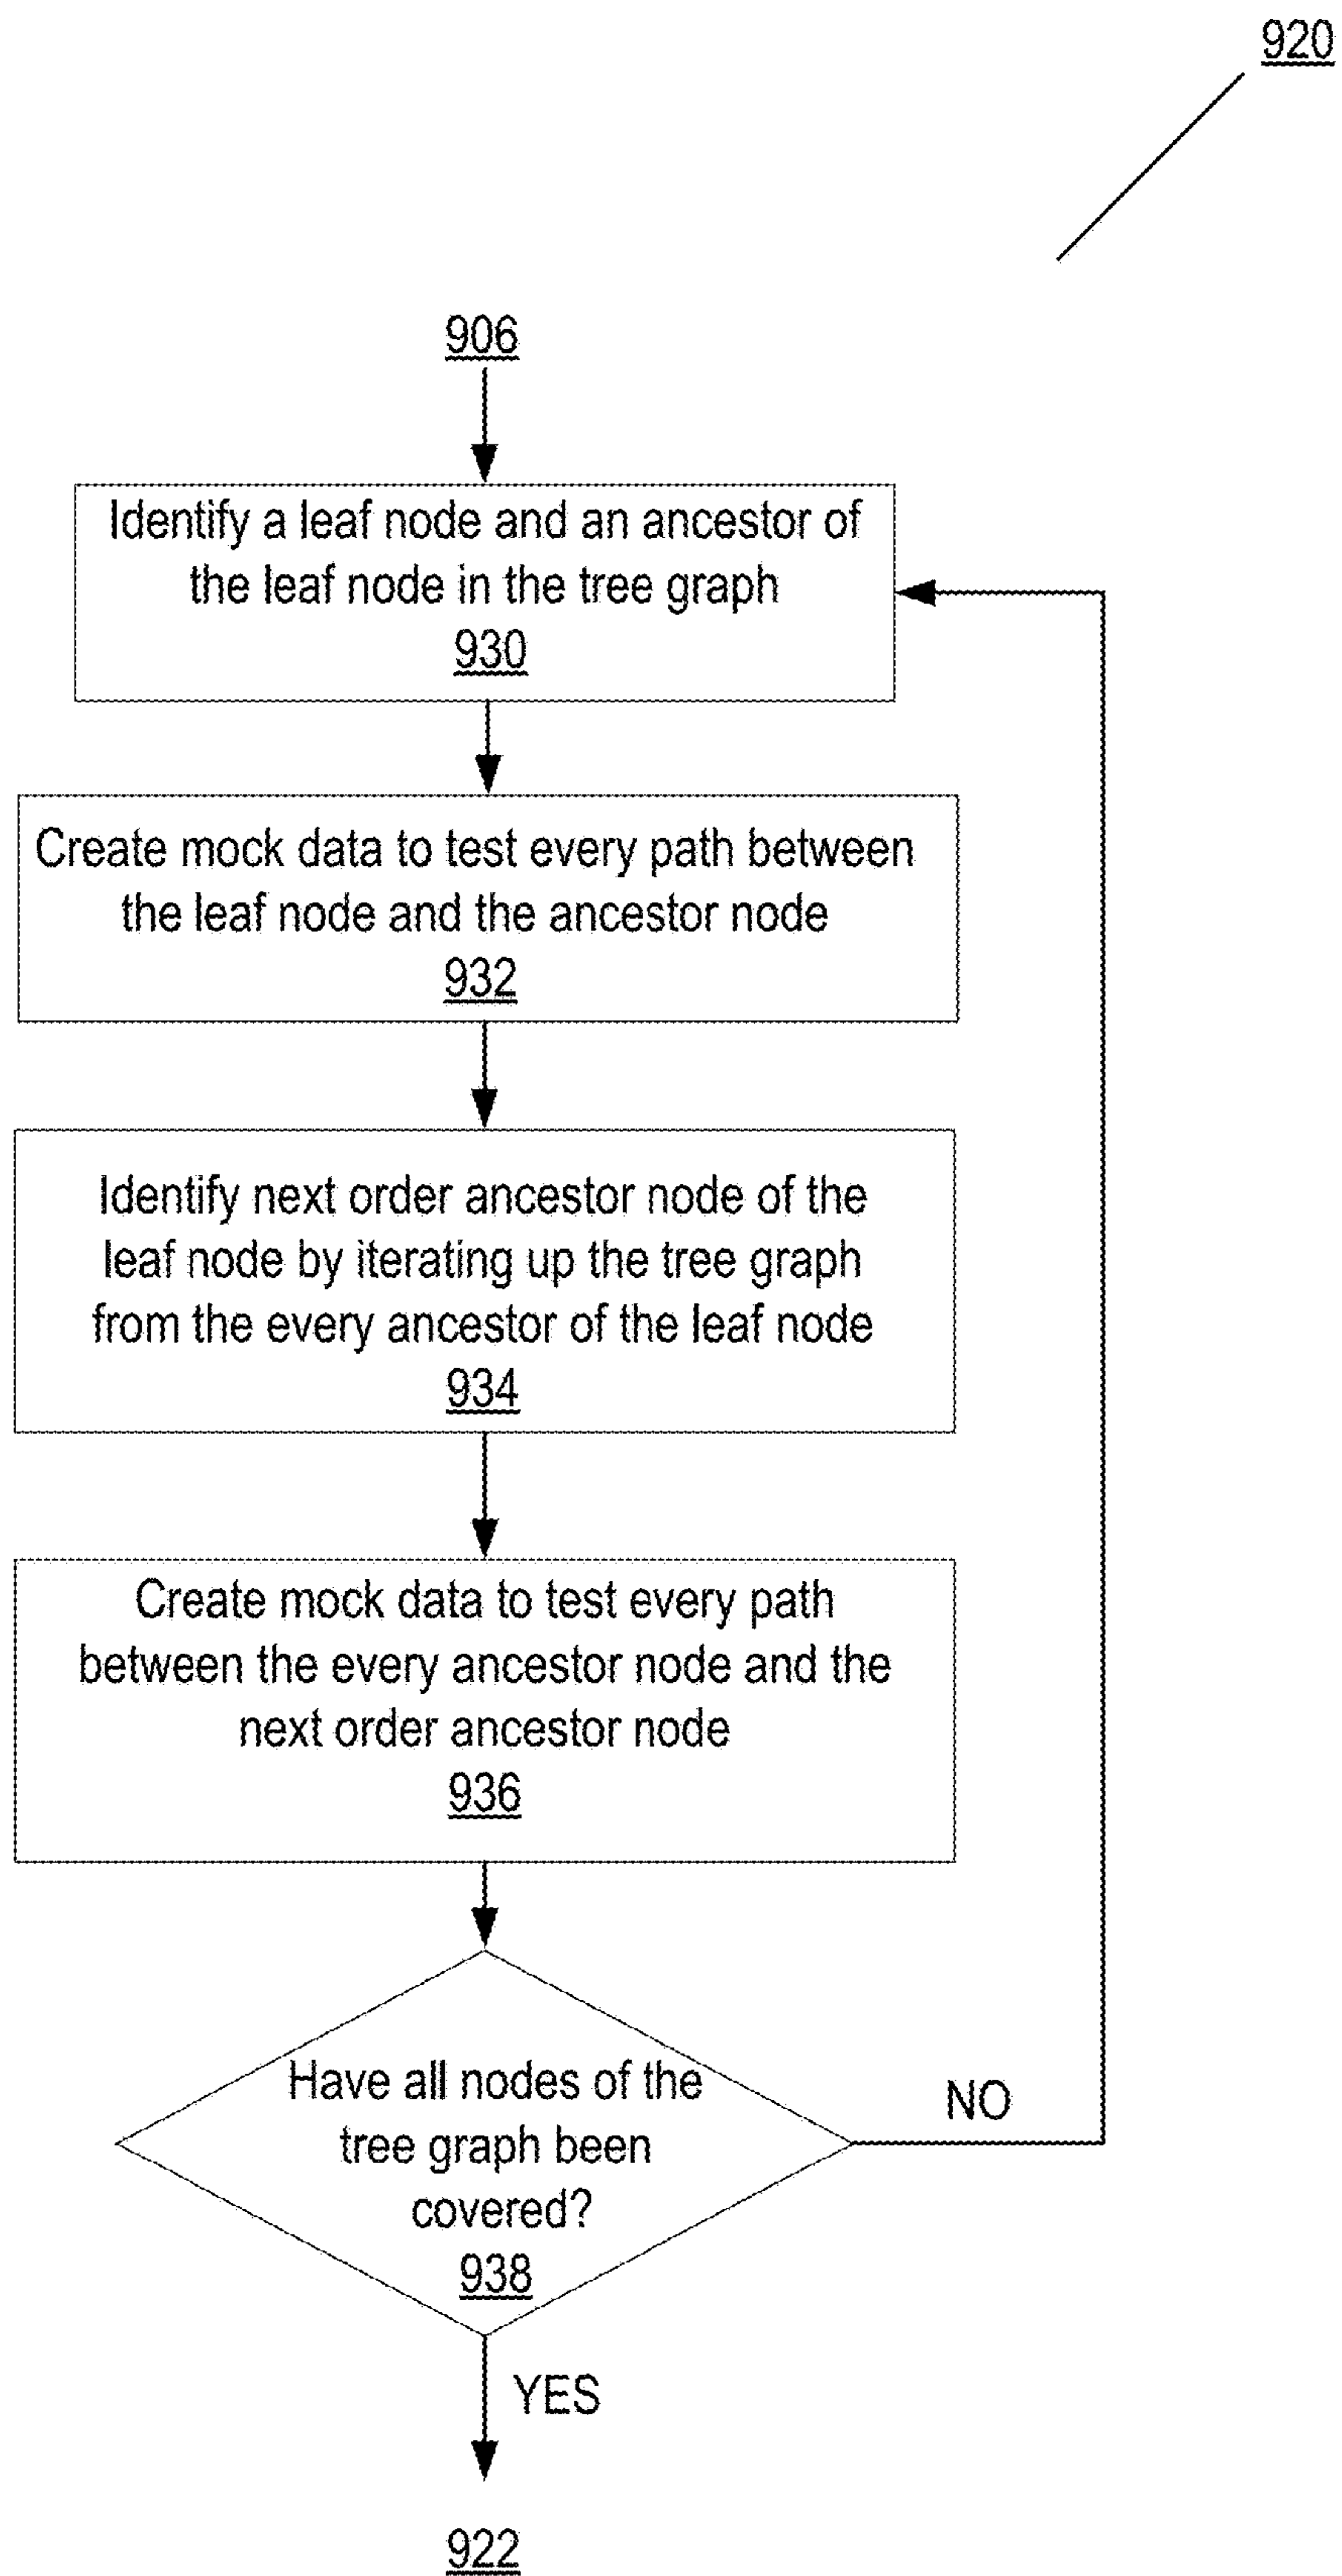 920
906
Identify a leaf node and an ancestor of
the leaf node in the tree graph
930
Create mock data to test every path between
the leaf node and the ancestor node
932
Identify next order ancestor node of the
leaf node by iterating up the tree graph
from the every ancestor of the leaf node
934
Create mock data to test every path
between the every ancestor node and the
next order ancestor node
936
Have all nodes of the
tree graph been
covered?
938
NO
YES
922